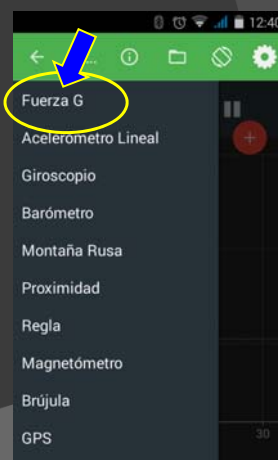 12:40
...
Fuerza G
Acelerómetro Lineal
Giroscopio
Barómetro
Montaña Rusa
Proximidad
Regla
Magnetómetro
Brújula
GPS
30